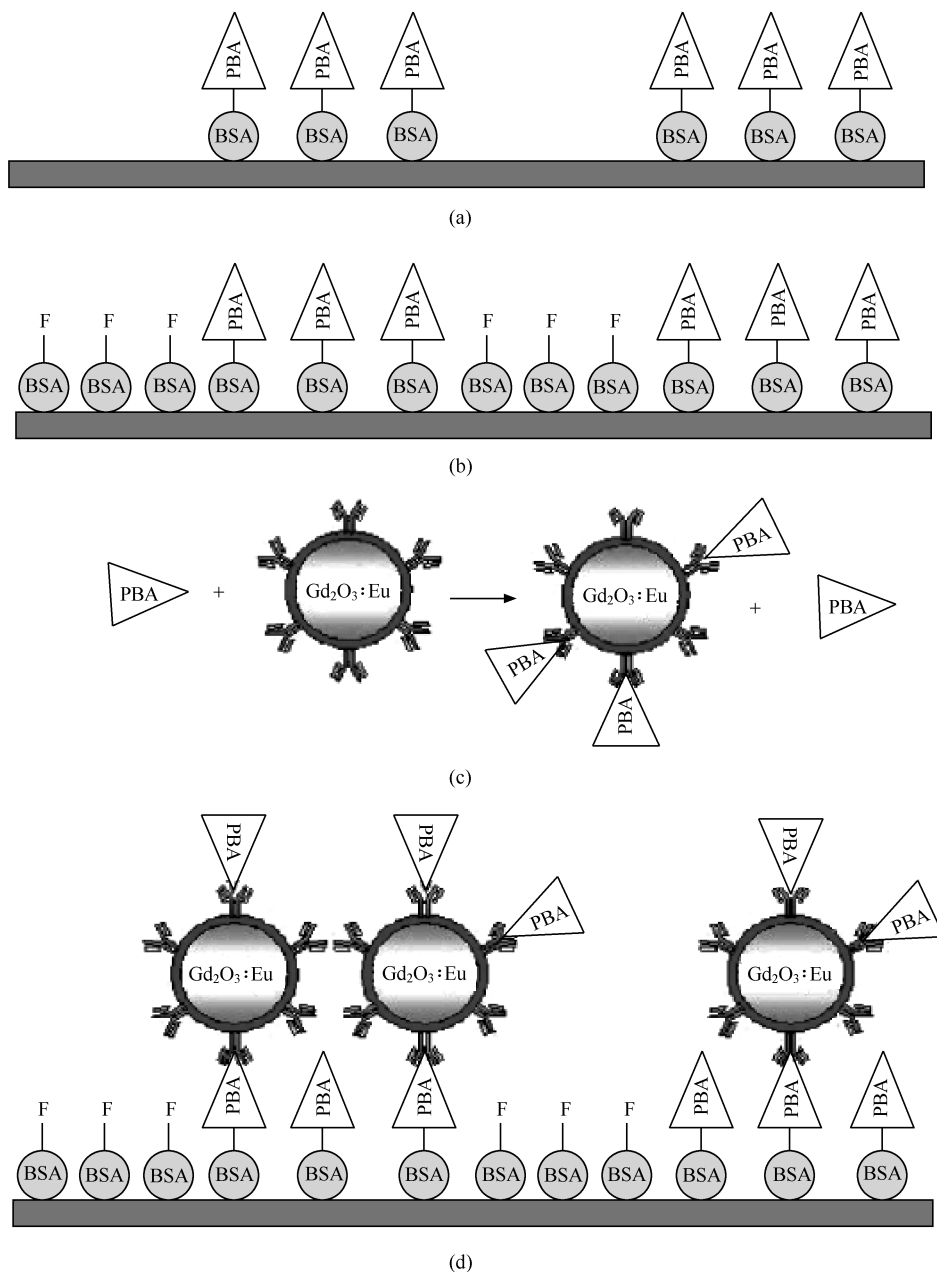 PBA PBA PBA PBA PBA PBA
BSA BSA BSA BSA BSA BSA
(a)
PBA PBA PBA PBA PBA PBA
F F F F F F
BSA BSA BSA BSA BSA BSA BSA BSA BSA BSA BSA BSA
(b)
PBA + Gd₂O₃:Eu Gd₂O₃:Eu PBA PBA PBA + PBA
(c)
PBA PBA PBA
PBA PBA
Gd₂O₃:Eu Gd₂O₃:Eu Gd₂O₃:Eu
PBA PBA PBA PBA PBA PBA
F F F F F F
BSA BSA BSA BSA BSA BSA BSA BSA BSA BSA BSA BSA
(d)